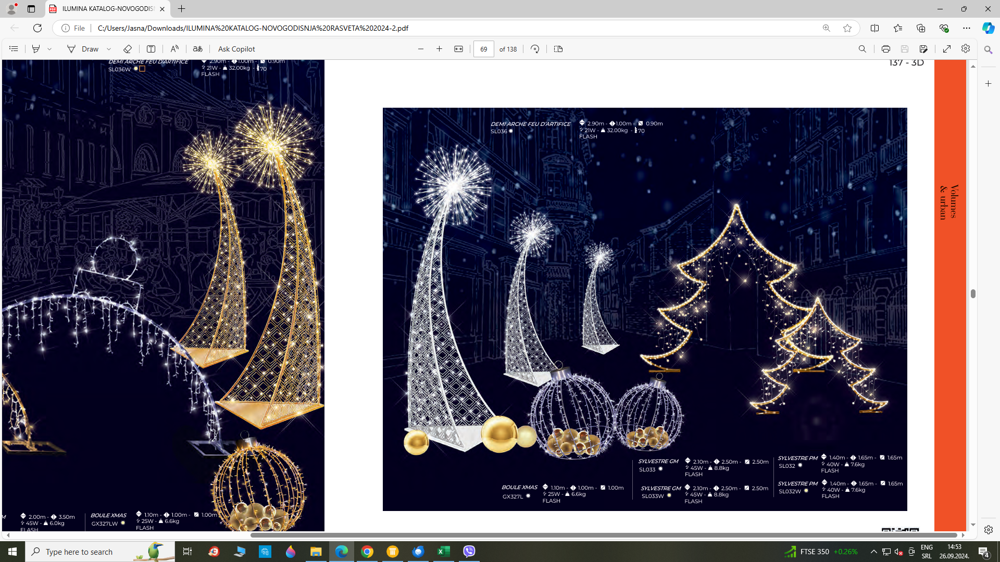 ILUMINA KATALOG-NOVOGODIS
File
C:/Users/Jasna/Downloads/ILUMINA%20KATALOG-NOVOGODISNJA%20RASVETA%202024-2.pdf
Draw
aあ
Ask Copilot
69 of 138
DEMI ARCHE FEU D'ARTIFICE
SL036W
2.90m - 1.00m - 0.90m
21W - 32.00kg - 70
FLASH
137 - 3D
Volumes
& urban
DEMI ARCHE FEU D'ARTIFICE
SL036
2.90m - 1.00m - 0.90m
21W - 32.00kg - 70
FLASH
M
2.00m - 3.50m
45W - 6.0kg
FLASH
BOULE XMAS
GX327LW
1.10m - 1.00m - 1.00m
25W - 6.6kg
FLASH
BOULE XMAS
GX327L
1.10m - 1.00m - 1.00m
25W - 6.6kg
FLASH
SYLVESTRE GM
SL033
2.10m - 2.50m - 2.50m
45W - 8.8kg
FLASH
SYLVESTRE GM
SL033W
2.10m - 2.50m - 2.50m
45W - 8.8kg
FLASH
SYLVESTRE PM
SL032
1.40m - 1.65m - 1.65m
40W - 7.6kg
FLASH
SYLVESTRE PM
SL032W
1.40m - 1.65m - 1.65m
40W - 7.6kg
FLASH
Type here to search
FTSE 350 +0.26%
ENG
SRL
14:53
26.09.2024.
4